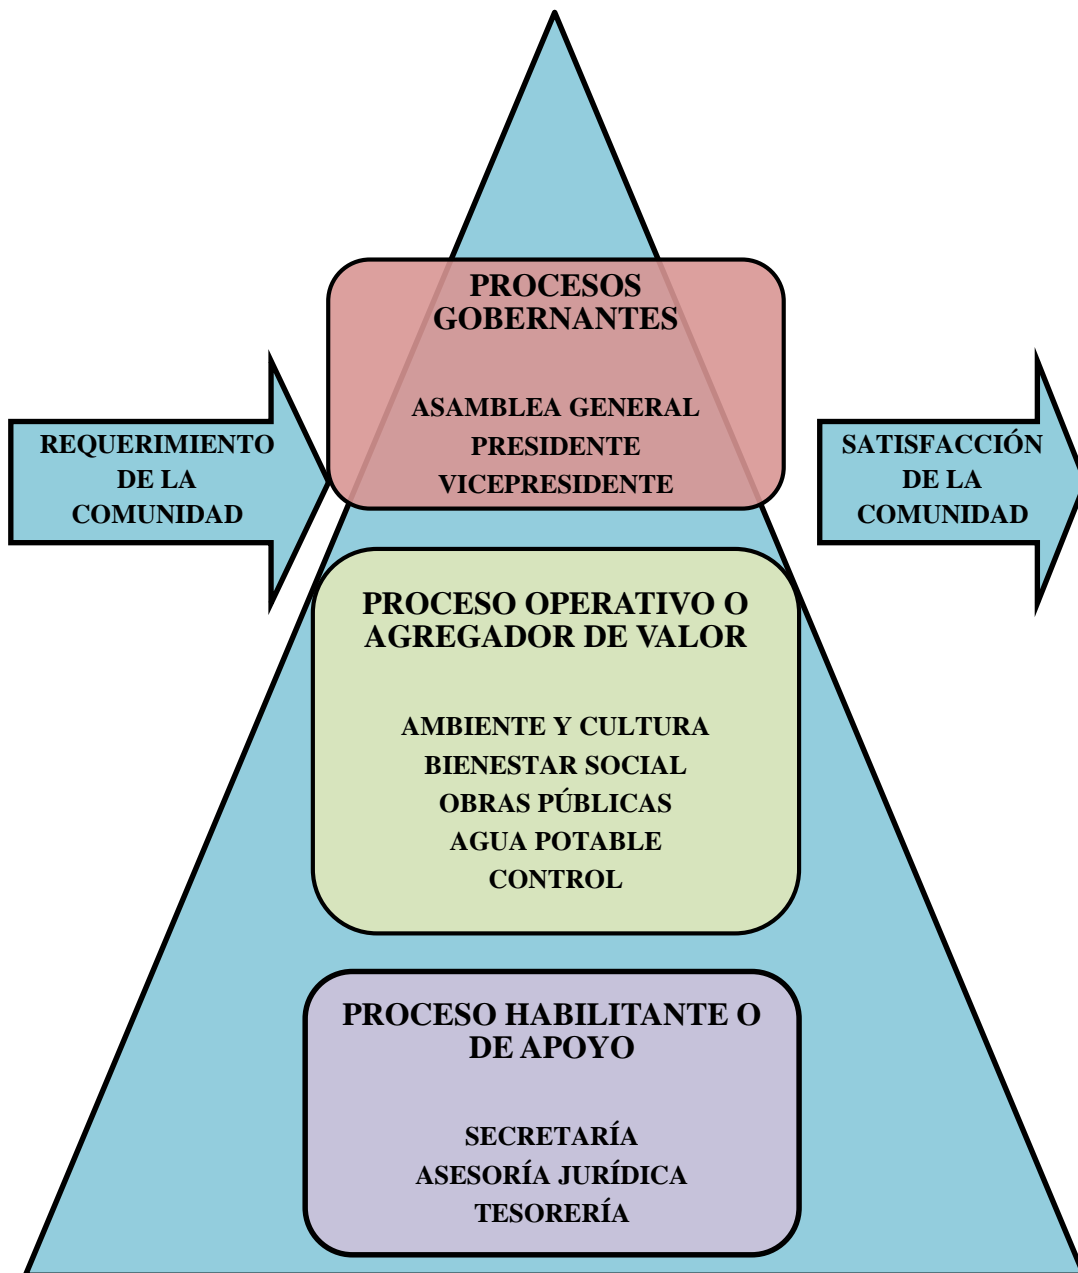 PROCESOS
GOBERNANTES
ASAMBLEA GENERAL
PRESIDENTE
VICEPRESIDENTE
REQUERIMIENTO
DE LA
COMUNIDAD
SATISFACCIÓN
DE LA
COMUNIDAD
PROCESO OPERATIVO O
AGREGADOR DE VALOR
AMBIENTE Y CULTURA
BIENESTAR SOCIAL
OBRAS PÚBLICAS
AGUA POTABLE
CONTROL
PROCESO HABILITANTE O
DE APOYO
SECRETARÍA
ASESORÍA JURÍDICA
TESORERÍA